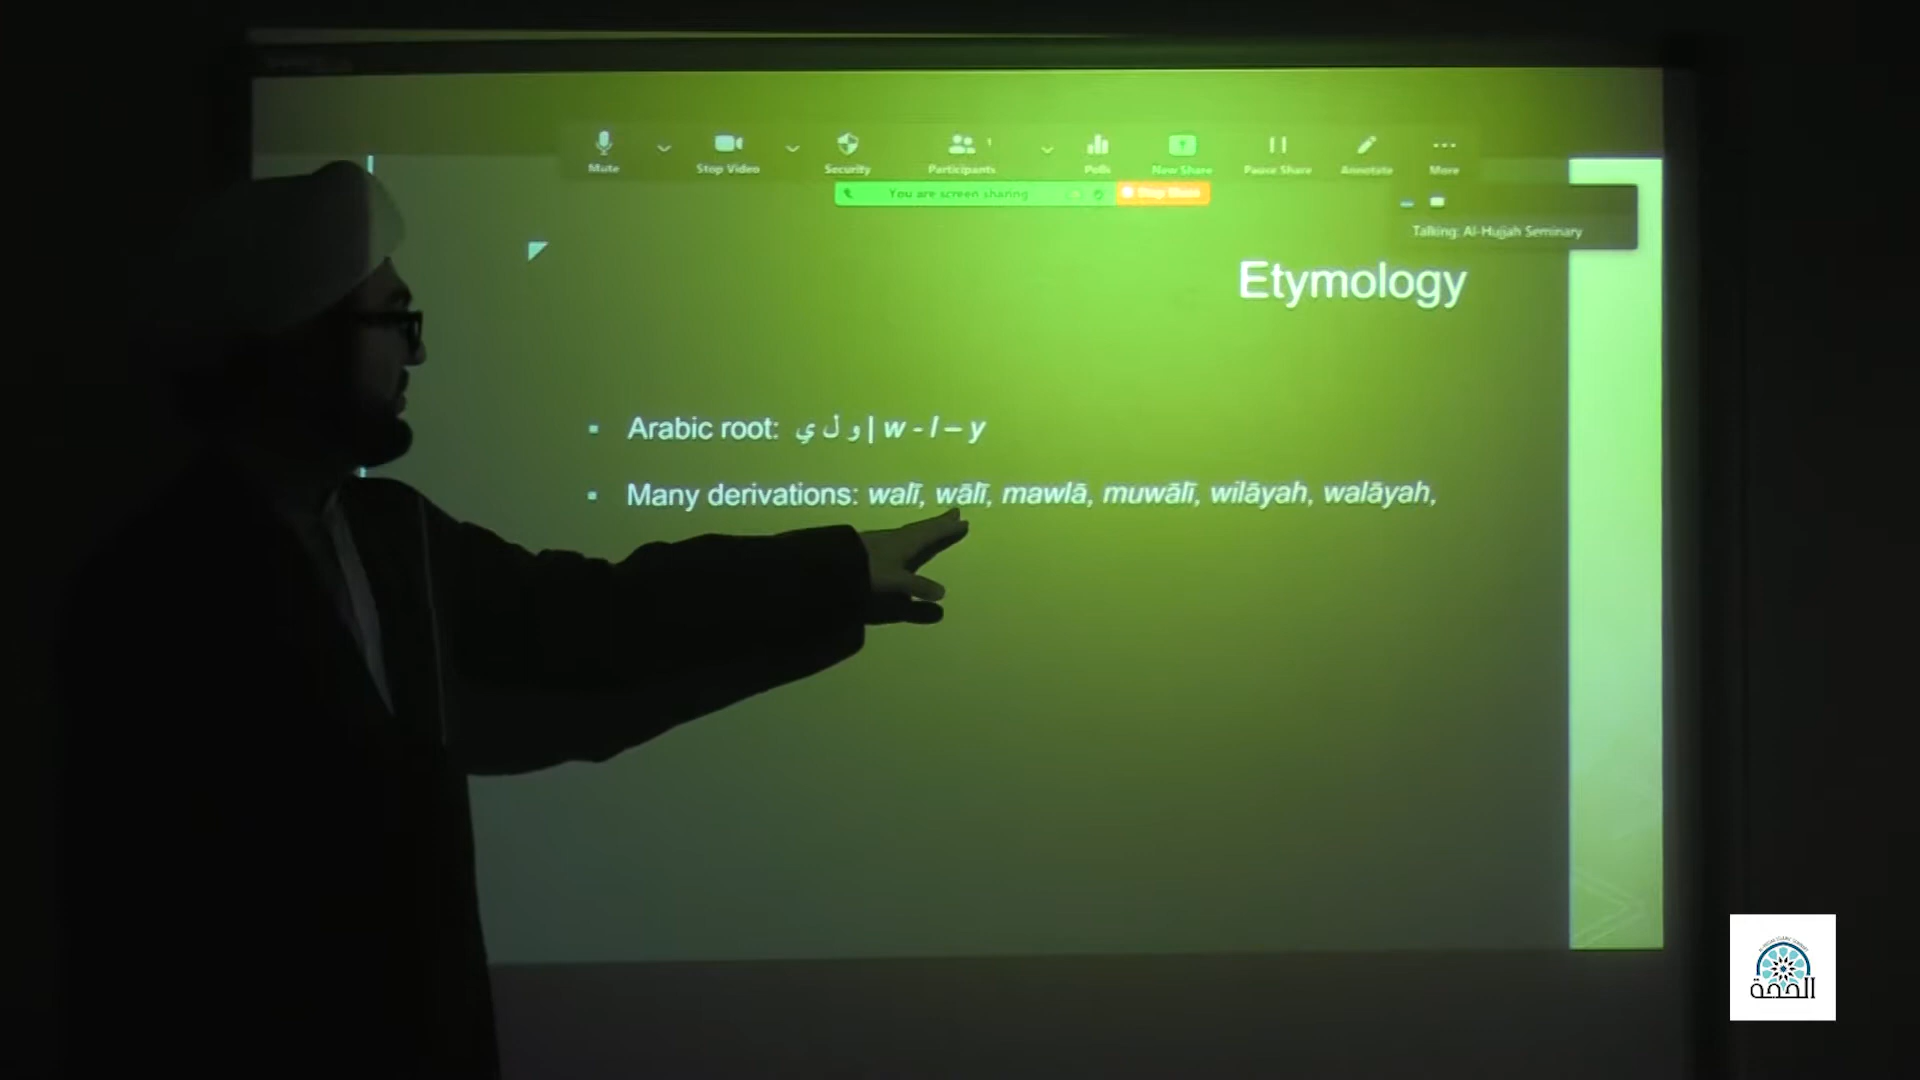 Mute Stop Video Security Participants 1 Polls New Share Pause Share Annotate More
You are screen sharing Stop Share
Talking: Al-Hujjah Seminary
Etymology
▪ Arabic root: و ل ي | w - l – y
▪ Many derivations: walī, wālī, mawlā, muwālī, wilāyah, walāyah,
الحجة